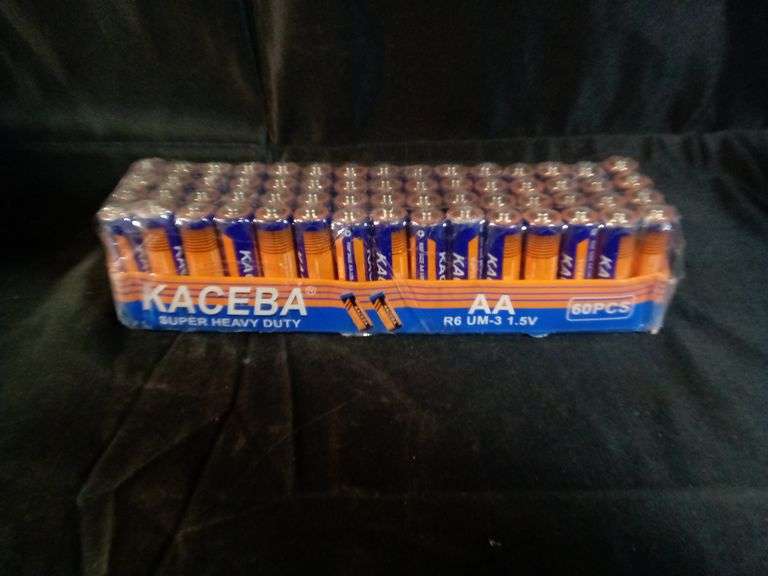 KACEBA®
SUPER HEAVY DUTY
AA
R6 UM-3 1.5V
60PCS